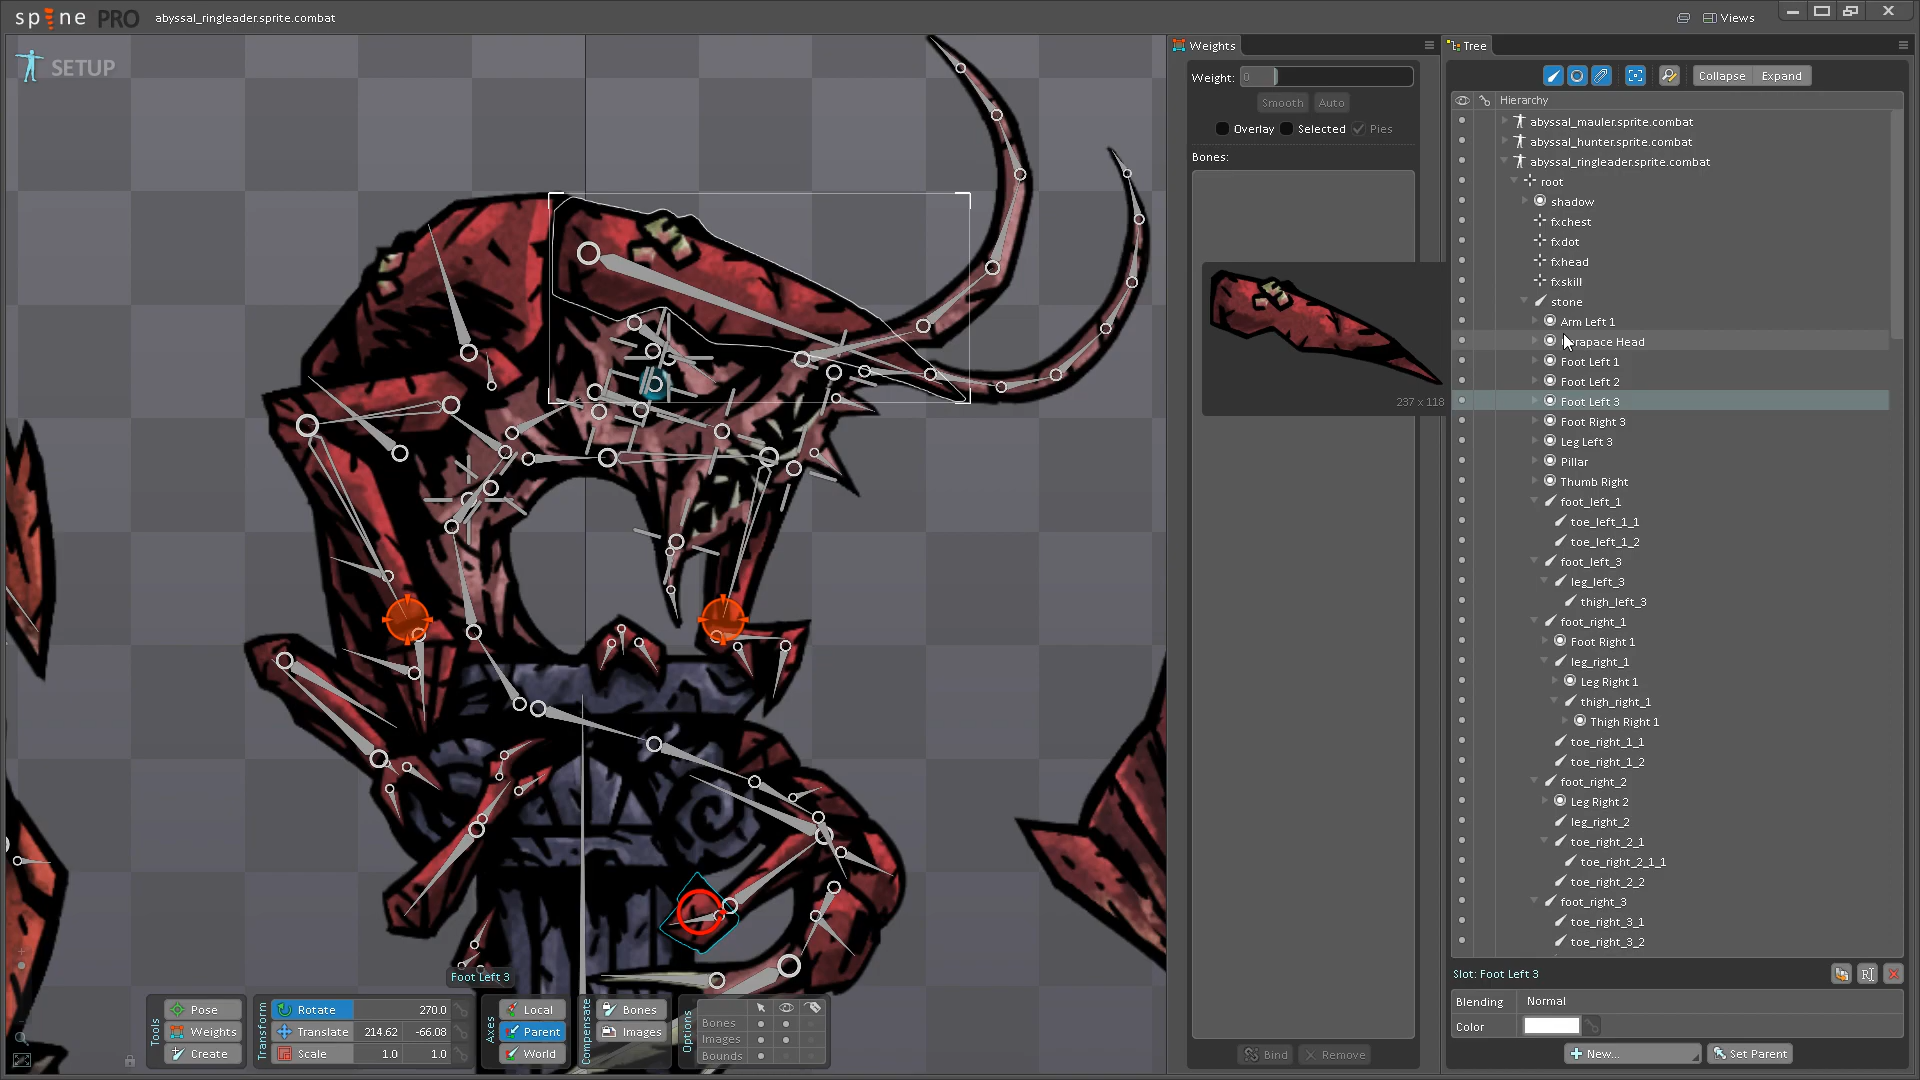 spine PRO
abyssal_ringleader.sprite.combat
Views
SETUP
Foot Left 3
Tools
Pose
Weights
Create
Transform
Rotate 270.0
Translate 214.62 -66.08
Scale 1.0 1.0
Axes
Local
Parent
World
Compensate
Bones
Images
Options
Bones
Images
Bounds
Weights
Weight: 0
Smooth Auto
Overlay Selected Pies
Bones:
237 x 118
Bind Remove
Tree
Collapse Expand
Hierarchy
abyssal_mauler.sprite.combat
abyssal_hunter.sprite.combat
abyssal_ringleader.sprite.combat
root
shadow
fxchest
fxdot
fxhead
fxskill
stone
Arm Left 1
rapace Head
Foot Left 1
Foot Left 2
Foot Left 3
Foot Right 3
Leg Left 3
Pillar
Thumb Right
foot_left_1
toe_left_1_1
toe_left_1_2
foot_left_3
leg_left_3
thigh_left_3
foot_right_1
Foot Right 1
leg_right_1
Leg Right 1
thigh_right_1
Thigh Right 1
toe_right_1_1
toe_right_1_2
foot_right_2
Leg Right 2
leg_right_2
toe_right_2_1
toe_right_2_1_1
toe_right_2_2
foot_right_3
toe_right_3_1
toe_right_3_2
Slot: Foot Left 3
Blending Normal
Color
New...
Set Parent